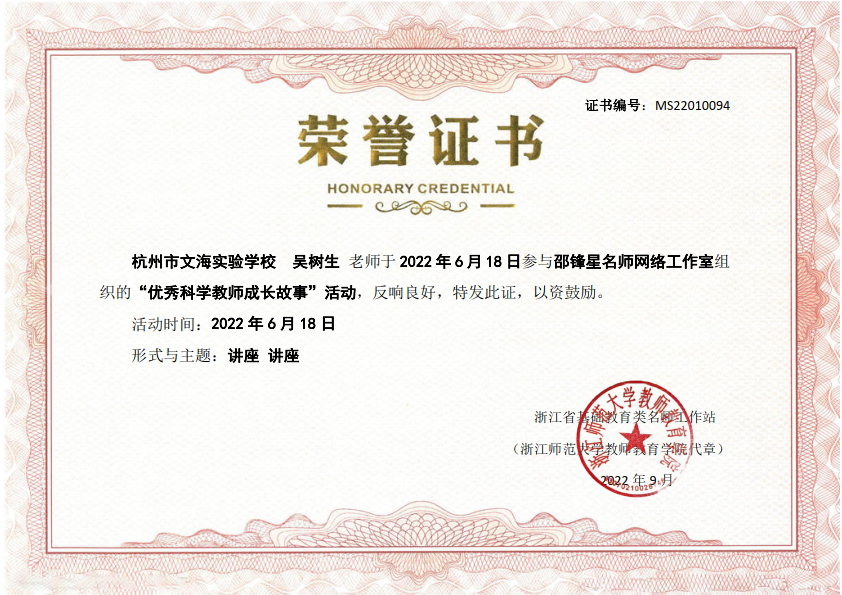 证书编号：MS22010094
荣誉证书
HONORARY CREDENTIAL
杭州市文海实验学校 吴树生 老师于 2022 年 6 月 18 日参与邵锋星名师网络工作室组
织的“优秀科学教师成长故事”活动，反响良好，特发此证，以资鼓励。
活动时间：2022 年 6 月 18 日
形式与主题：讲座 讲座
浙江省基础教育类名师工作站
（浙江师范大学教师教育学院代章）
2022 年 9 月
浙江师范大学教师教育学院